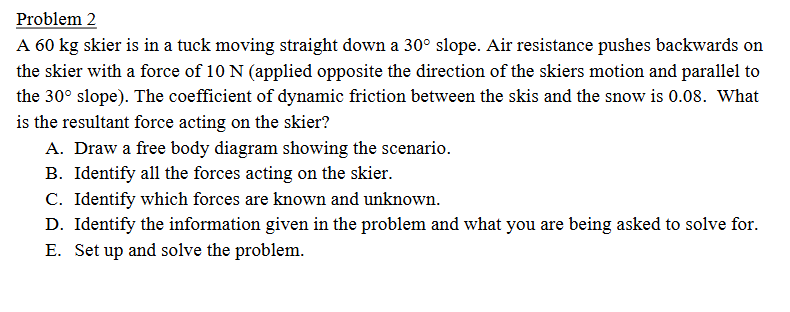 Problem 2
A 60 kg skier is in a tuck moving straight down a 30° slope. Air resistance pushes backwards on
the skier with a force of 10 N (applied opposite the direction of the skiers motion and parallel to
the 30° slope). The coefficient of dynamic friction between the skis and the snow is 0.08. What
is the resultant force acting on the skier?
A. Draw a free body diagram showing the scenario.
B. Identify all the forces acting on the skier.
C. Identify which forces are known and unknown.
D. Identify the information given in the problem and what you are being asked to solve for.
E. Set up and solve the problem.